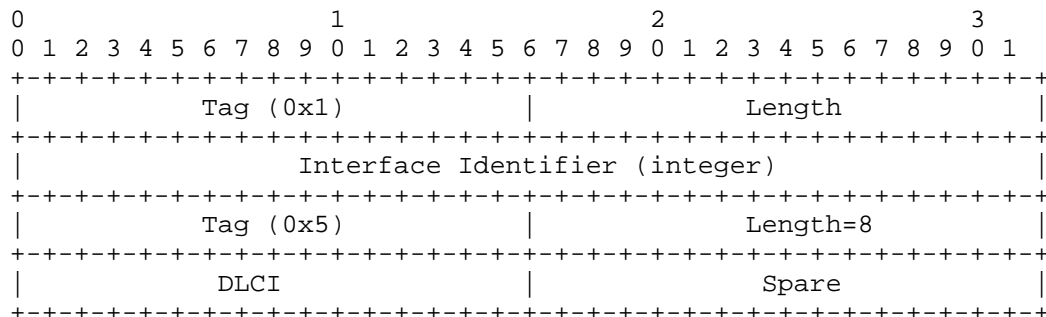 0                   1                   2                   3
0 1 2 3 4 5 6 7 8 9 0 1 2 3 4 5 6 7 8 9 0 1 2 3 4 5 6 7 8 9 0 1
+-+-+-+-+-+-+-+-+-+-+-+-+-+-+-+-+-+-+-+-+-+-+-+-+-+-+-+-+-+-+-+-+
|           Tag (0x1)           |             Length            |
+-+-+-+-+-+-+-+-+-+-+-+-+-+-+-+-+-+-+-+-+-+-+-+-+-+-+-+-+-+-+-+-+
|                 Interface Identifier (integer)                |
+-+-+-+-+-+-+-+-+-+-+-+-+-+-+-+-+-+-+-+-+-+-+-+-+-+-+-+-+-+-+-+-+
|           Tag (0x5)           |             Length=8          |
+-+-+-+-+-+-+-+-+-+-+-+-+-+-+-+-+-+-+-+-+-+-+-+-+-+-+-+-+-+-+-+-+
|            DLCI               |              Spare            |
+-+-+-+-+-+-+-+-+-+-+-+-+-+-+-+-+-+-+-+-+-+-+-+-+-+-+-+-+-+-+-+-+